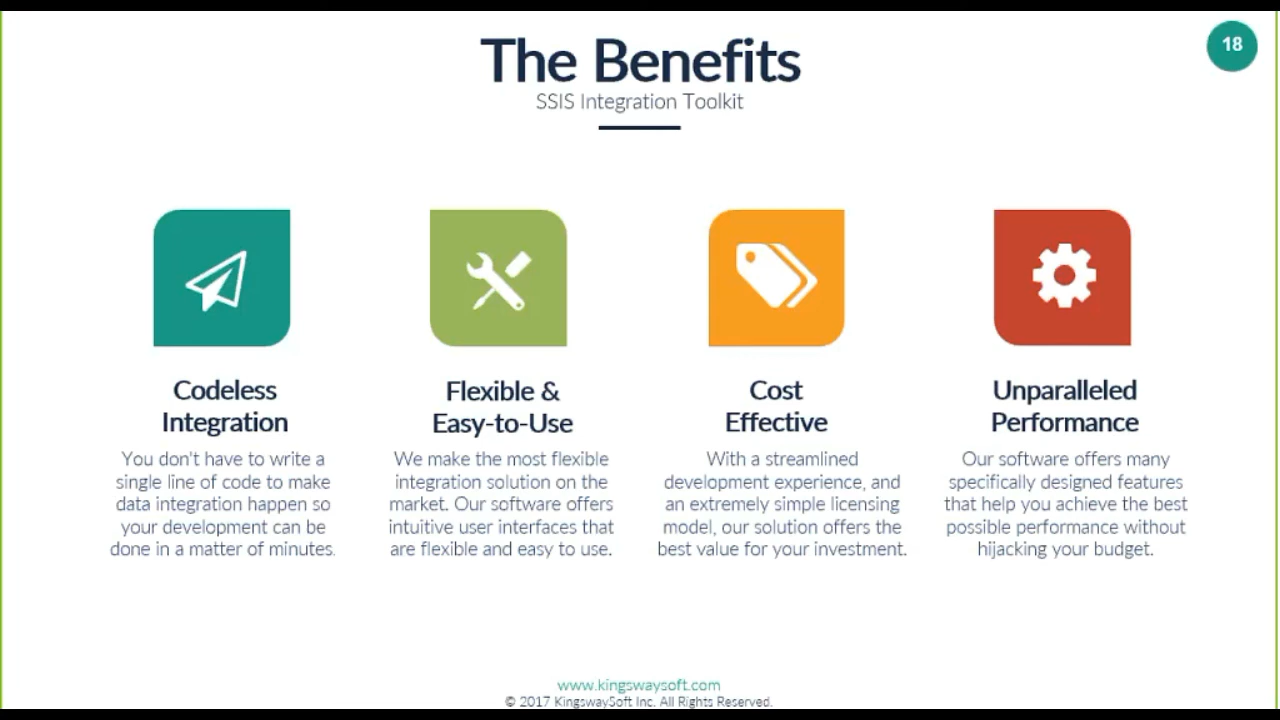 The Benefits
18
SSIS Integration Toolkit
Codeless
Integration
You don't have to write a
single line of code to make
data integration happen so
your development can be
done in a matter of minutes.
Flexible &
Easy-to-Use
We make the most flexible
integration solution on the
market. Our software offers
intuitive user interfaces that
are flexible and easy to use.
Cost
Effective
With a streamlined
development experience, and
an extremely simple licensing
model, our solution offers the
best value for your investment.
Unparalleled
Performance
Our software offers many
specifically designed features
that help you achieve the best
possible performance without
hijacking your budget.
www.kingswaysoft.com
© 2017 KingswaySoft Inc. All Rights Reserved.